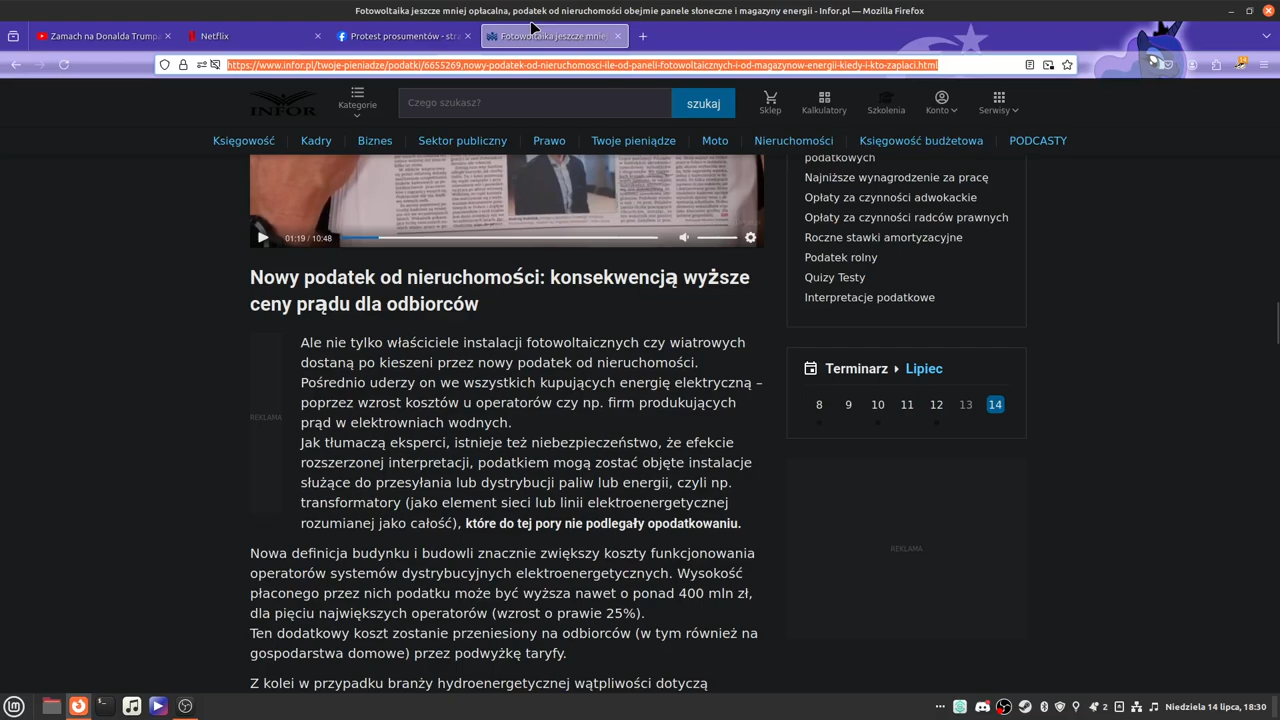 Fotowoltaika jeszcze mniej opłacalna, podatek od nieruchomości obejmie panele słoneczne i magazyny energii - Infor.pl — Mozilla Firefox
Zamach na Donalda Trumpa
Netflix
Protest prosumentów - stra
Fotowoltaika jeszcze mniej
https://www.infor.pl/twoje-pieniadze/podatki/6655269,nowy-podatek-od-nieruchomosci-ile-od-paneli-fotowoltaicznych-i-od-magazynow-energii-kiedy-i-kto-zaplaci.html
INFOR
Kategorie
Czego szukasz?
szukaj
Sklep
Kalkulatory
Szkolenia
Konto
Serwisy
Księgowość
Kadry
Biznes
Sektor publiczny
Prawo
Twoje pieniądze
Moto
Nieruchomości
Księgowość budżetowa
PODCASTY
01:19 / 10:48
Nowy podatek od nieruchomości: konsekwencją wyższe
ceny prądu dla odbiorców
REKLAMA
Ale nie tylko właściciele instalacji fotowoltaicznych czy wiatrowych
dostaną po kieszeni przez nowy podatek od nieruchomości.
Pośrednio uderzy on we wszystkich kupujących energię elektryczną –
poprzez wzrost kosztów u operatorów czy np. firm produkujących
prąd w elektrowniach wodnych.
Jak tłumaczą eksperci, istnieje też niebezpieczeństwo, że efekcie
rozszerzonej interpretacji, podatkiem mogą zostać objęte instalacje
służące do przesyłania lub dystrybucji paliw lub energii, czyli np.
transformatory (jako element sieci lub linii elektroenergetycznej
rozumianej jako całość), które do tej pory nie podlegały opodatkowaniu.
Nowa definicja budynku i budowli znacznie zwiększy koszty funkcjonowania
operatorów systemów dystrybucyjnych elektroenergetycznych. Wysokość
płaconego przez nich podatku może być wyższa nawet o ponad 400 mln zł,
dla pięciu największych operatorów (wzrost o prawie 25%).
Ten dodatkowy koszt zostanie przeniesiony na odbiorców (w tym również na
gospodarstwa domowe) przez podwyżkę taryfy.
Z kolei w przypadku branży hydroenergetycznej wątpliwości dotyczą
podatkowych
Najniższe wynagrodzenie za pracę
Opłaty za czynności adwokackie
Opłaty za czynności radców prawnych
Roczne stawki amortyzacyjne
Podatek rolny
Quizy Testy
Interpretacje podatkowe
Terminarz Lipiec
8 9 10 11 12 13 14
REKLAMA
2
Niedziela 14 lipca, 18:30